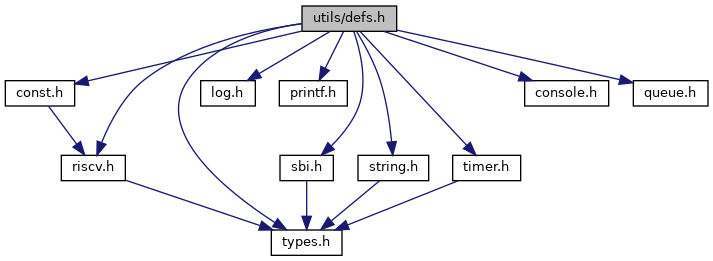 utils/defs.h
const.h
log.h
printf.h
console.h
queue.h
riscv.h
sbi.h
string.h
timer.h
types.h